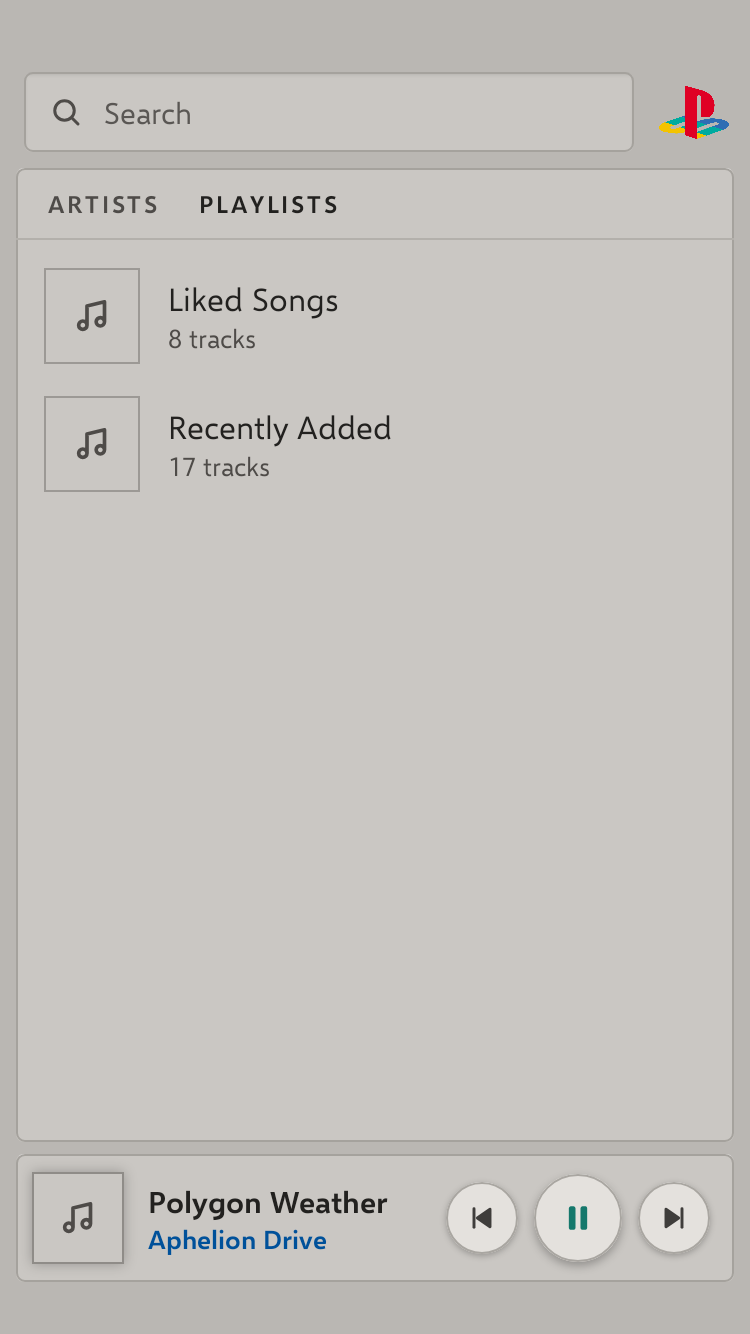 Search
ARTISTS PLAYLISTS
Liked Songs
8 tracks
Recently Added
17 tracks
Polygon Weather
Aphelion Drive